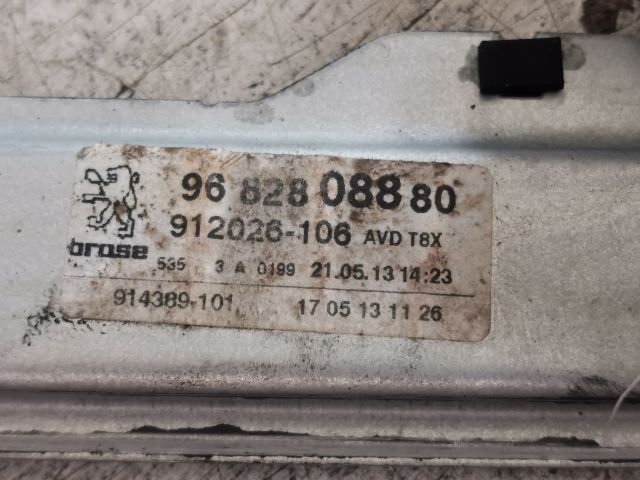 96 828 088 80
912026-106 AVD T8X
brose
535 3 A 0199 21.05.13 14:23
914389-101 17 05 13 11 26